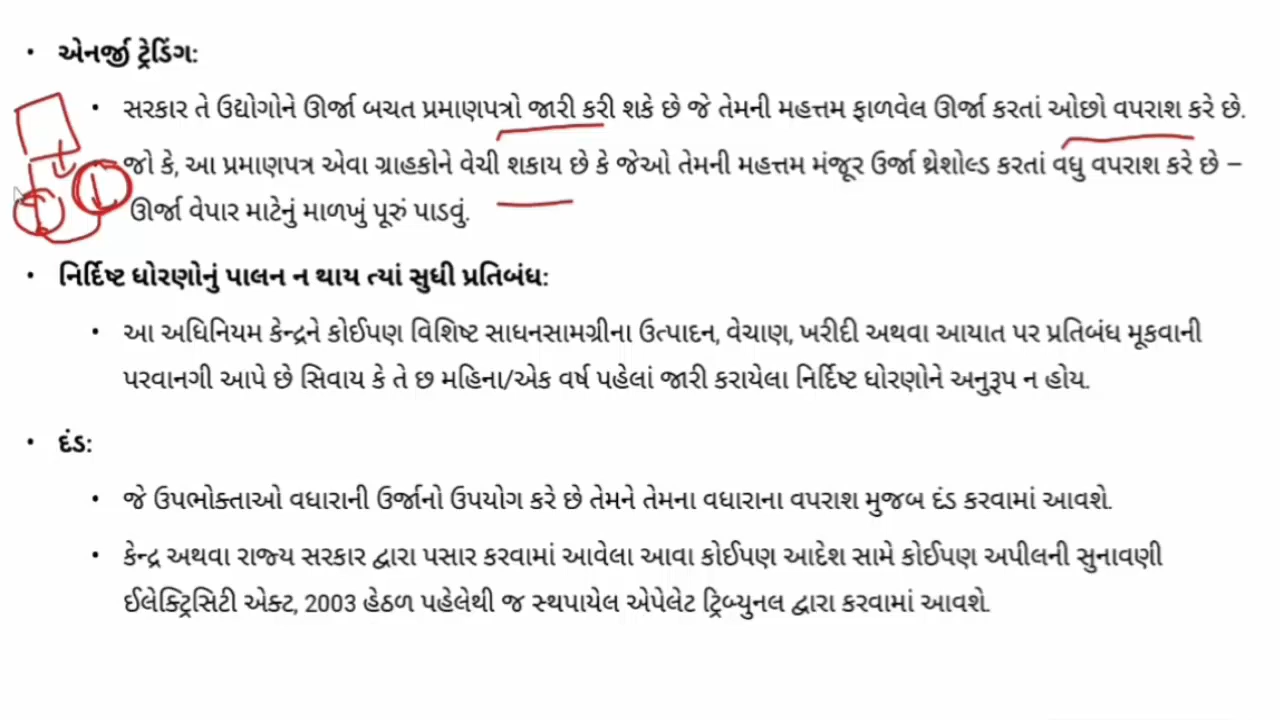 • એનર્જી ટ્રેડિંગ:
• સરકાર તે ઉદ્યોગોને ઊર્જા બચત પ્રમાણપત્રો જારી કરી શકે છે જે તેમની મહત્તમ ફાળવેલ ઊર્જા કરતાં ઓછો વપરાશ કરે છે.
જો કે, આ પ્રમાણપત્ર એવા ગ્રાહકોને વેચી શકાય છે કે જેઓ તેમની મહત્તમ મંજૂર ઉર્જા થ્રેશોલ્ડ કરતાં વધુ વપરાશ કરે છે –
ઊર્જા વેપાર માટેનું માળખું પૂરું પાડવું.
• નિર્દિષ્ટ ધોરણોનું પાલન ન થાય ત્યાં સુધી પ્રતિબંધ:
• આ અધિનિયમ કેન્દ્રને કોઈપણ વિશિષ્ટ સાધનસામગ્રીના ઉત્પાદન, વેચાણ, ખરીદી અથવા આયાત પર પ્રતિબંધ મૂકવાની
પરવાનગી આપે છે સિવાય કે તે છ મહિના/એક વર્ષ પહેલાં જારી કરાયેલા નિર્દિષ્ટ ધોરણોને અનુરૂપ ન હોય.
• દંડ:
• જે ઉપભોક્તાઓ વધારાની ઉર્જાનો ઉપયોગ કરે છે તેમને તેમના વધારાના વપરાશ મુજબ દંડ કરવામાં આવશે.
• કેન્દ્ર અથવા રાજ્ય સરકાર દ્વારા પસાર કરવામાં આવેલા આવા કોઈપણ આદેશ સામે કોઈપણ અપીલની સુનાવણી
ઈલેક્ટ્રિસિટી એક્ટ, 2003 હેઠળ પહેલેથી જ સ્થપાયેલ એપેલેટ ટ્રિબ્યુનલ દ્વારા કરવામાં આવશે.